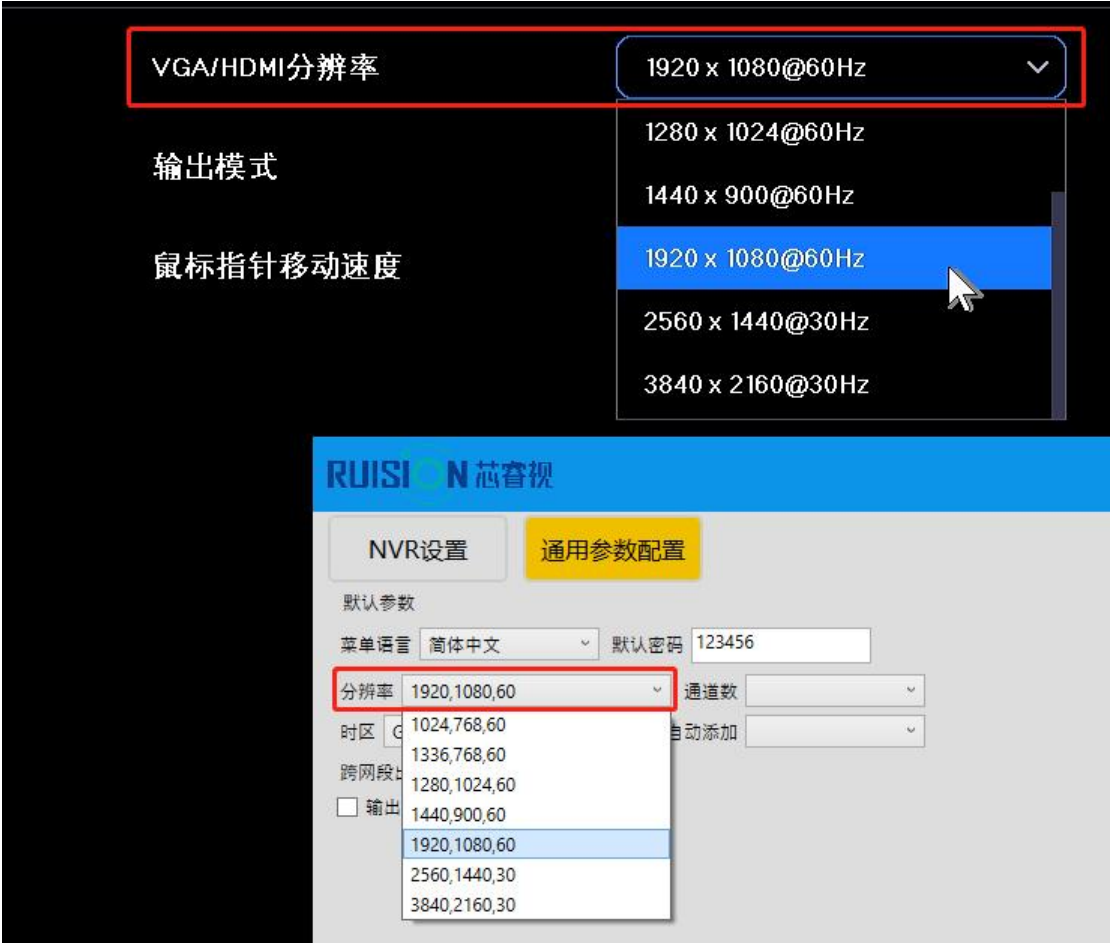 VGA/HDMI分辨率 1920 x 1080@60Hz
1280 x 1024@60Hz
输出模式
1440 x 900@60Hz
鼠标指针移动速度 1920 x 1080@60Hz
2560 x 1440@30Hz
3840 x 2160@30Hz
RUISION 芯睿视
NVR设置 通用参数配置
默认参数
菜单语言 简体中文 默认密码 123456
分辨率 1920,1080,60 通道数
时区 G 自动添加
1024,768,60
1336,768,60
跨网段
1280,1024,60
输出
1440,900,60
1920,1080,60
2560,1440,30
3840,2160,30